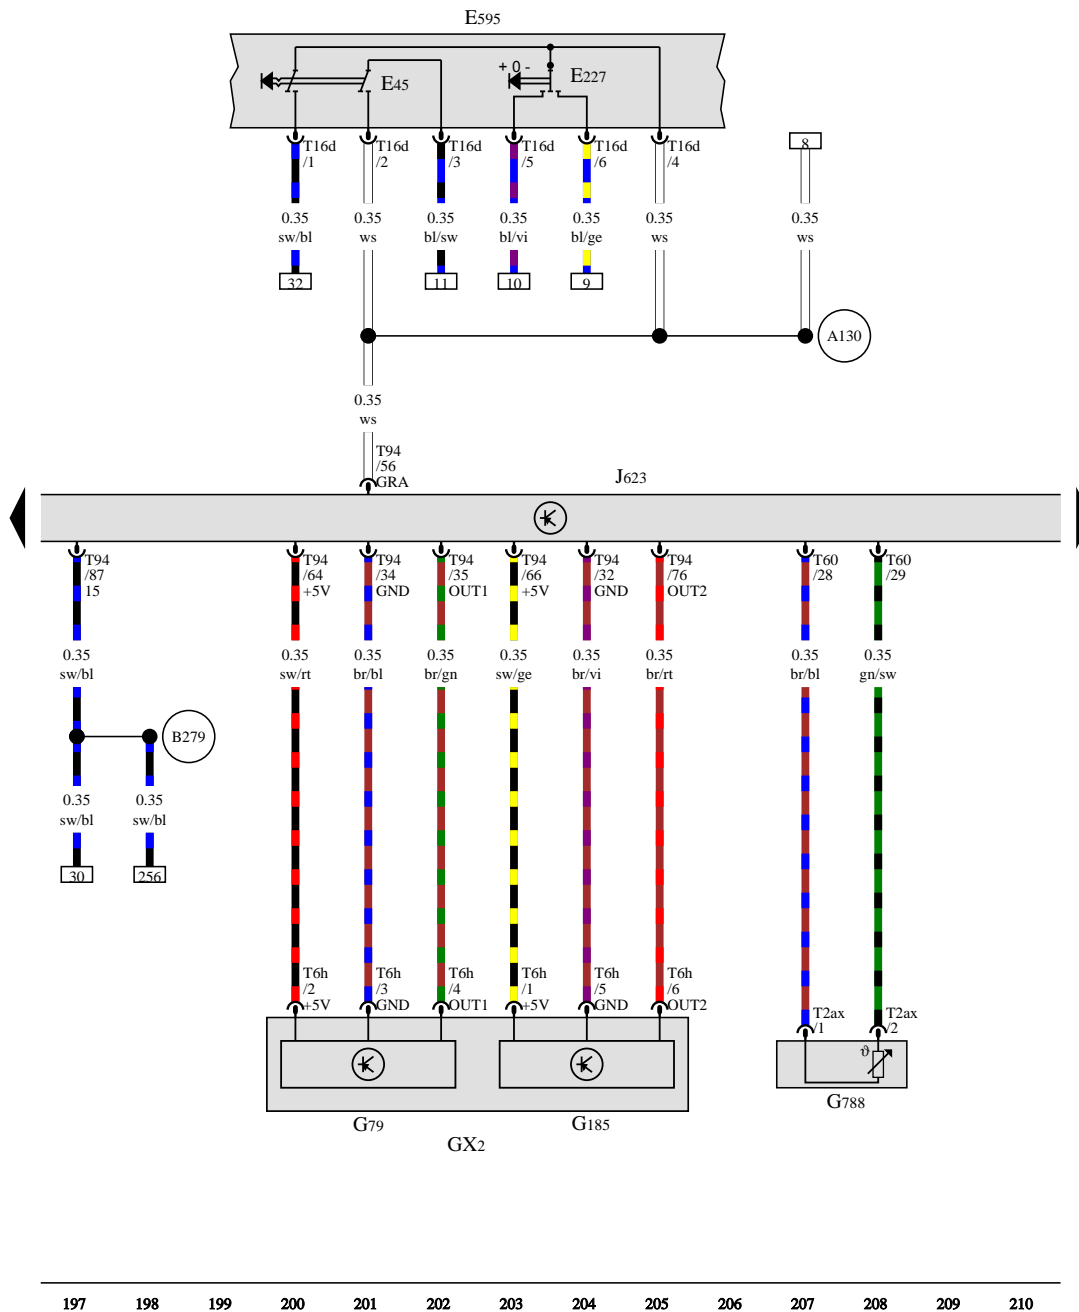 E595
+ 0 -
E45
E227
T16d
/1
T16d
/2
T16d
/3
T16d
/5
T16d
/6
T16d
/4
8
0.35
sw/bl
0.35
ws
0.35
bl/sw
0.35
bl/vi
0.35
bl/ge
0.35
ws
0.35
ws
32
11
10
9
A130
0.35
ws
T94
/56
GRA
J623
T94
/87
15
T94
/64
+5V
T94
/34
GND
T94
/35
OUT1
T94
/66
+5V
T94
/32
GND
T94
/76
OUT2
T60
/28
T60
/29
0.35
sw/bl
0.35
sw/rt
0.35
br/bl
0.35
br/gn
0.35
sw/ge
0.35
br/vi
0.35
br/rt
0.35
br/bl
0.35
gn/sw
B279
0.35
sw/bl
0.35
sw/bl
30
256
T6h
/2
+5V
T6h
/3
GND
T6h
/4
OUT1
T6h
/1
+5V
T6h
/5
GND
T6h
/6
OUT2
T2ax
/1
T2ax
/2
ϑ
G79
G185
G788
GX2
197 198 199 200 201 202 203 204 205 206 207 208 209 210